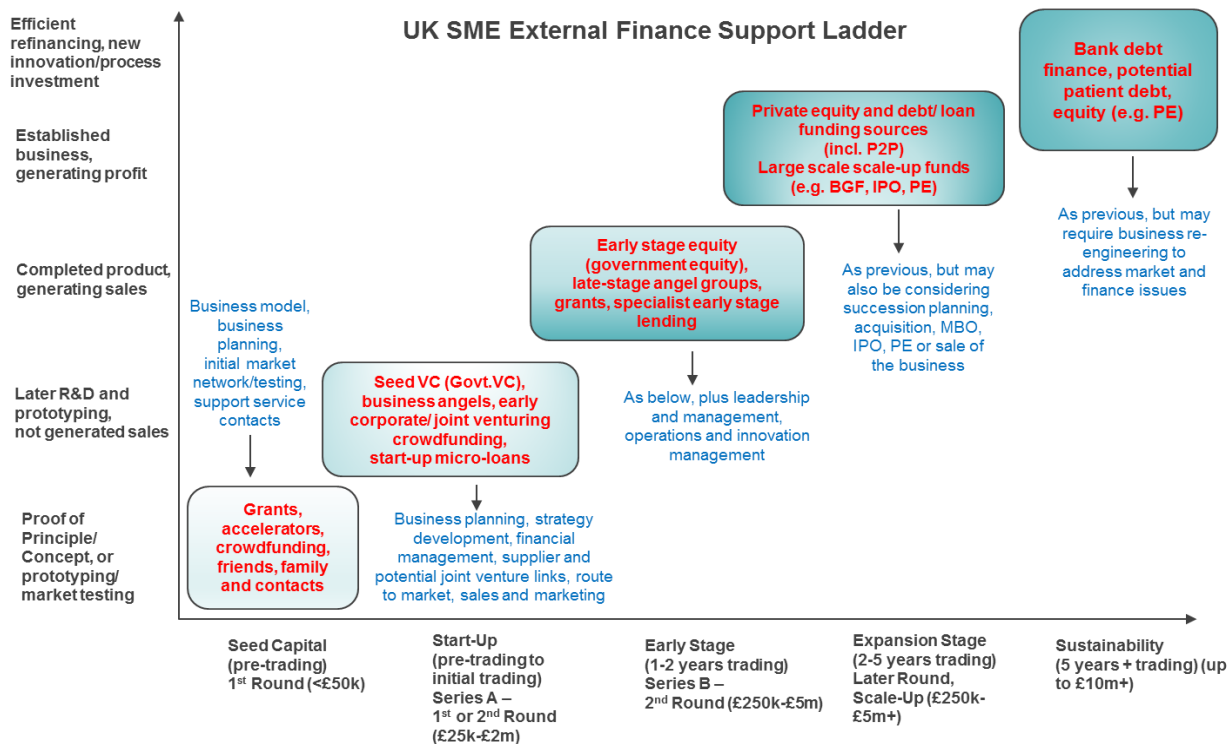 UK SME External Finance Support Ladder
Efficient
refinancing, new
innovation/process
investment
Established
business,
generating profit
Completed product,
generating sales
Later R&D and
prototyping,
not generated sales
Proof of
Principle/
Concept, or
prototyping/
market testing
Business model,
business
planning,
initial market
network/testing,
support service
contacts
Grants,
accelerators,
crowdfunding,
friends, family
and contacts
Seed VC (Govt.VC),
business angels, early
corporate/ joint venturing
crowdfunding,
start-up micro-loans
Business planning, strategy
development, financial
management, supplier and
potential joint venture links, route
to market, sales and marketing
Early stage equity
(government equity),
late-stage angel groups,
grants, specialist early stage
lending
As below, plus leadership
and management,
operations and innovation
management
Private equity and debt/ loan
funding sources
(incl. P2P)
Large scale scale-up funds
(e.g. BGF, IPO, PE)
As previous, but may
also be considering
succession planning,
acquisition, MBO,
IPO, PE or sale of
the business
Bank debt
finance, potential
patient debt,
equity (e.g. PE)
As previous, but may
require business re-
engineering to
address market and
finance issues
Seed Capital
(pre-trading)
1st Round (<£50k)
Start-Up
(pre-trading to
initial trading)
Series A –
1st or 2nd Round
(£25k-£2m)
Early Stage
(1-2 years trading)
Series B –
2nd Round (£250k-£5m)
Expansion Stage
(2-5 years trading)
Later Round,
Scale-Up (£250k-
£5m+)
Sustainability
(5 years + trading) (up
to £10m+)